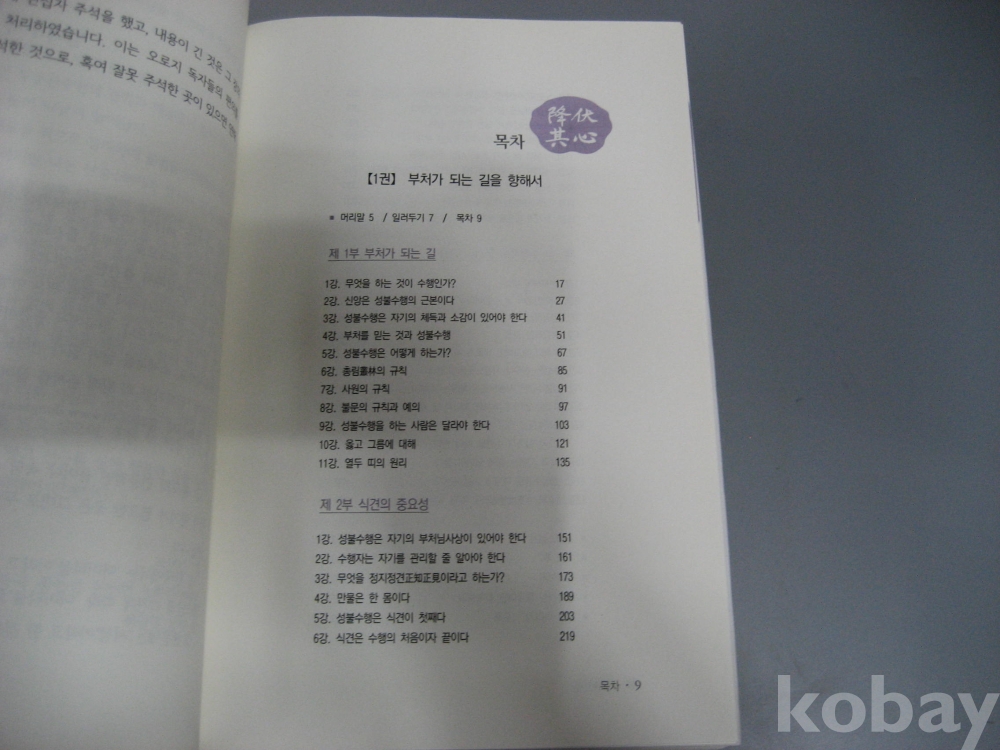 주석을 했고, 내용이 긴 것은 그
처리하였습니다. 이는 오로지 독자들의 편의를
것으로, 혹여 잘못 주석한 곳이 있으면
목차
降伏
其心
【1권】 부처가 되는 길을 향해서
● 머리말 5 / 일러두기 7 / 목차 9
제 1부 부처가 되는 길
1강. 무엇을 하는 것이 수행인가? 17
2강. 신앙은 성불수행의 근본이다 27
3강. 성불수행은 자기의 체득과 소감이 있어야 한다 41
4강. 부처를 믿는 것과 성불수행 51
5강. 성불수행은 어떻게 하는가? 67
6강. 총림叢林의 규칙 85
7강. 사원의 규칙 91
8강. 불문의 규칙과 예의 97
9강. 성불수행을 하는 사람은 달라야 한다 103
10강. 옳고 그름에 대해 121
11강. 열두 띠의 원리 135
제 2부 식견의 중요성
1강. 성불수행은 자기의 부처님사상이 있어야 한다 151
2강. 수행자는 자기를 관리할 줄 알아야 한다 161
3강. 무엇을 정지정견正知正見이라고 하는가? 173
4강. 만물은 한 몸이다 189
5강. 성불수행은 식견이 첫째다 203
6강. 식견은 수행의 처음이자 끝이다 219
목차 · 9
kobay